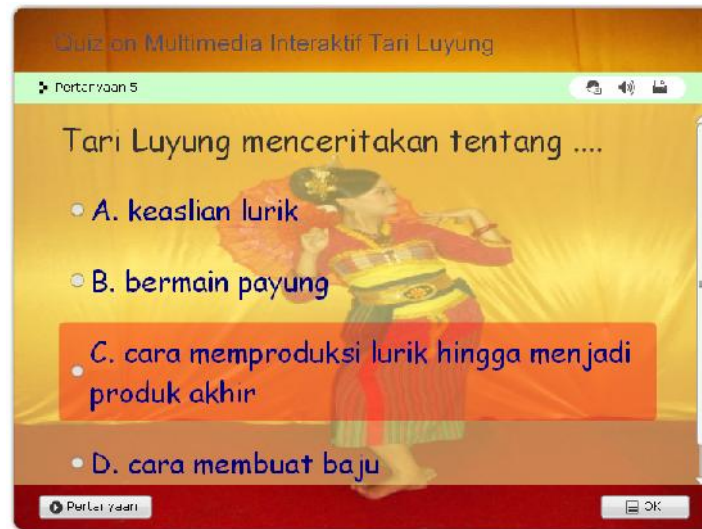 Quiz on Multimedia Interaktif Tari Luyung
Pertanyaan 5
Tari Luyung menceritakan tentang ....
A. keaslian lurik
B. bermain payung
C. cara memproduksi lurik hingga menjadi
produk akhir
D. cara membuat baju
Pertanyaan
OK